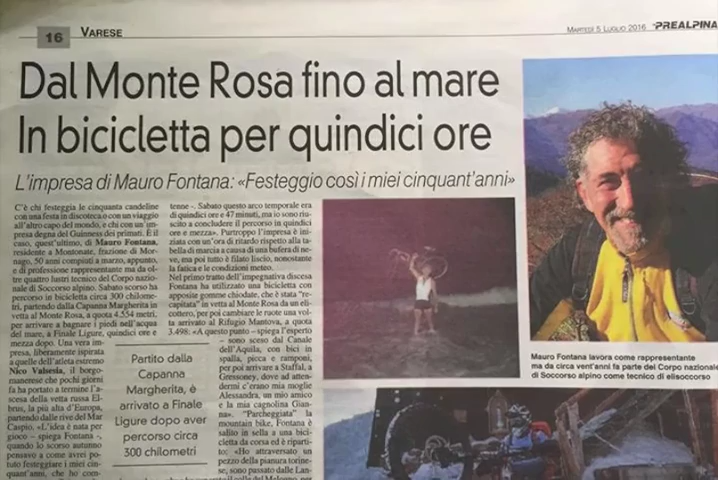 16 VARESE
MARTEDÌ 5 LUGLIO 2016 PREALPINA
Dal Monte Rosa fino al mare
In bicicletta per quindici ore
L'impresa di Mauro Fontana: «Festeggio così i miei cinquant'anni»
C'è chi festeggia le cinquanta candeline
con una festa in discoteca o con un viaggio
all'altro capo del mondo, e chi con un'im-
presa degna del Guinness dei primati. È il
caso, quest'ultimo, di Mauro Fontana,
residente a Montonate, frazione di Mor-
nago, 50 anni compiuti a marzo, appunto,
e di professione rappresentante ma da ol-
tre quattro lustri tecnico del Corpo nazio-
nale di Soccorso alpino. Sabato scorso ha
percorso in bicicletta circa 300 chilome-
tri, partendo dalla Capanna Margherita in
vetta al Monte Rosa, a quota 4.554 metri,
per arrivare a bagnare i piedi nell'acqua
del mare, a Finale Ligure, quindici ore e
mezza dopo. Una vera im-
presa, liberamente ispirata
a quelle dell'atleta estremo
Nico Valsesia, il borgo-
manerese che pochi giorni
fa ha portato a termine l'a-
scesa della vetta russa El-
brus, la più alta d'Europa,
partendo dalle rive del Mar
Caspio. «L'idea è nata per
gioco - spiega Fontana -,
quando lo scorso autunno
pensavo a come avrei po-
tuto festeggiare i miei cin-
quant'anni, che ho com-
Partito dalla
Capanna
Margherita, è
arrivato a Finale
Ligure dopo aver
percorso circa
300 chilometri
tenne -. Sabato questo arco temporale era
di quindici ore e 47 minuti, ma io sono riu-
scito a concludere il percorso in quindici
ore e mezza». Purtroppo l'impresa è ini-
ziata con un'ora di ritardo rispetto alla ta-
bella di marcia a causa di una bufera di ne-
ve, ma poi tutto è filato liscio, nonostante
la fatica e le condizioni meteo.
Nel primo tratto dell'impegnativa discesa
Fontana ha utilizzato una bicicletta con
apposite gomme chiodate, che è stata "re-
capitata" in vetta al Monte Rosa da un eli-
cottero, per poi cambiare le ruote una vol-
ta arrivato al Rifugio Mantova, a quota
3.498: «A questo punto - spiega l'esperto
- sono sceso dal Canale
dell'Aquila, con bici in
spalla, picca e ramponi,
per poi arrivare a Staffal, a
Gressoney, dove ad atten-
dermi c'erano mia moglie
Alessandra, un mio amico
e la mia cagnolina Gia-
na». "Parcheggiata" la
mountain bike, Fontana è
salito in sella a una bici-
cletta da corsa ed è riparti-
to: «Ho attraversato un
pezzo della pianura torine-
se, sono passato dalle Lan-
Mauro Fontana lavora come rappresentante
ma da circa vent'anni fa parte del Corpo nazionale
di Soccorso alpino come tecnico di elisoccorso